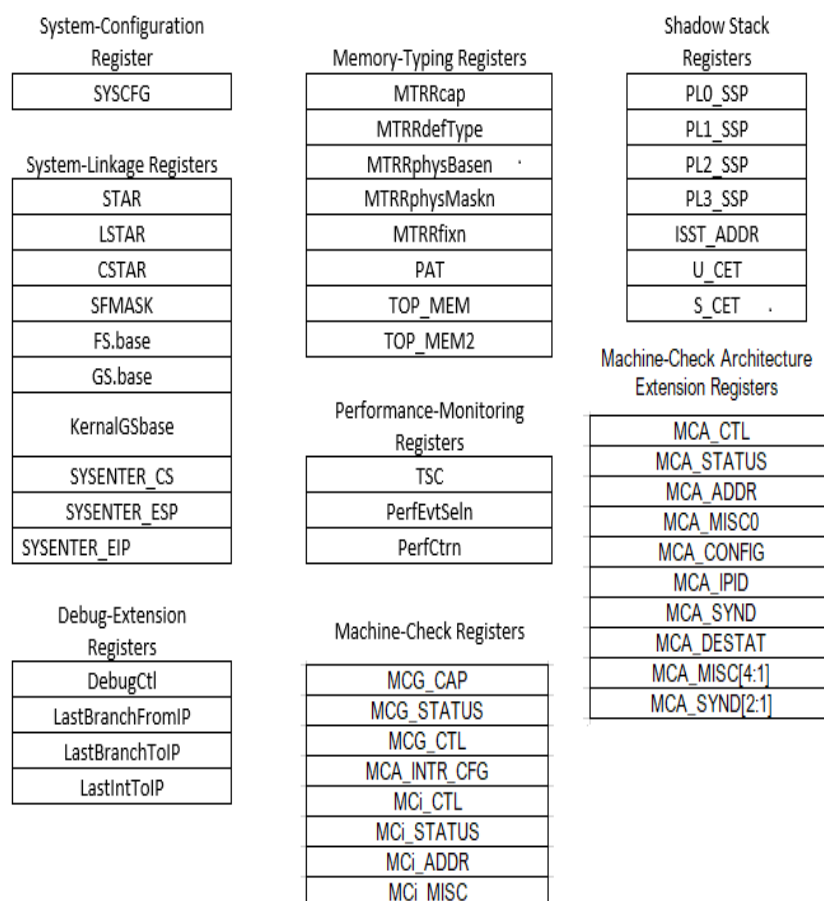 System-Configuration
Register
SYSCFG
System-Linkage Registers
STAR
LSTAR
CSTAR
SFMASK
FS.base
GS.base
KernalGSbase
SYSENTER_CS
SYSENTER_ESP
SYSENTER_EIP
Debug-Extension
Registers
DebugCtl
LastBranchFromIP
LastBranchToIP
LastIntToIP
Memory-Typing Registers
MTRRcap
MTRRdefType
MTRRphysBasen
MTRRphysMaskn
MTRRfixn
PAT
TOP_MEM
TOP_MEM2
Performance-Monitoring
Registers
TSC
PerfEvtSeln
PerfCtrn
Machine-Check Registers
MCG_CAP
MCG_STATUS
MCG_CTL
MCA_INTR_CFG
MCi_CTL
MCi_STATUS
MCi_ADDR
MCi_MISC
Shadow Stack
Registers
PL0_SSP
PL1_SSP
PL2_SSP
PL3_SSP
ISST_ADDR
U_CET
S_CET
Machine-Check Architecture
Extension Registers
MCA_CTL
MCA_STATUS
MCA_ADDR
MCA_MISC0
MCA_CONFIG
MCA_IPID
MCA_SYND
MCA_DESTAT
MCA_MISC[4:1]
MCA_SYND[2:1]